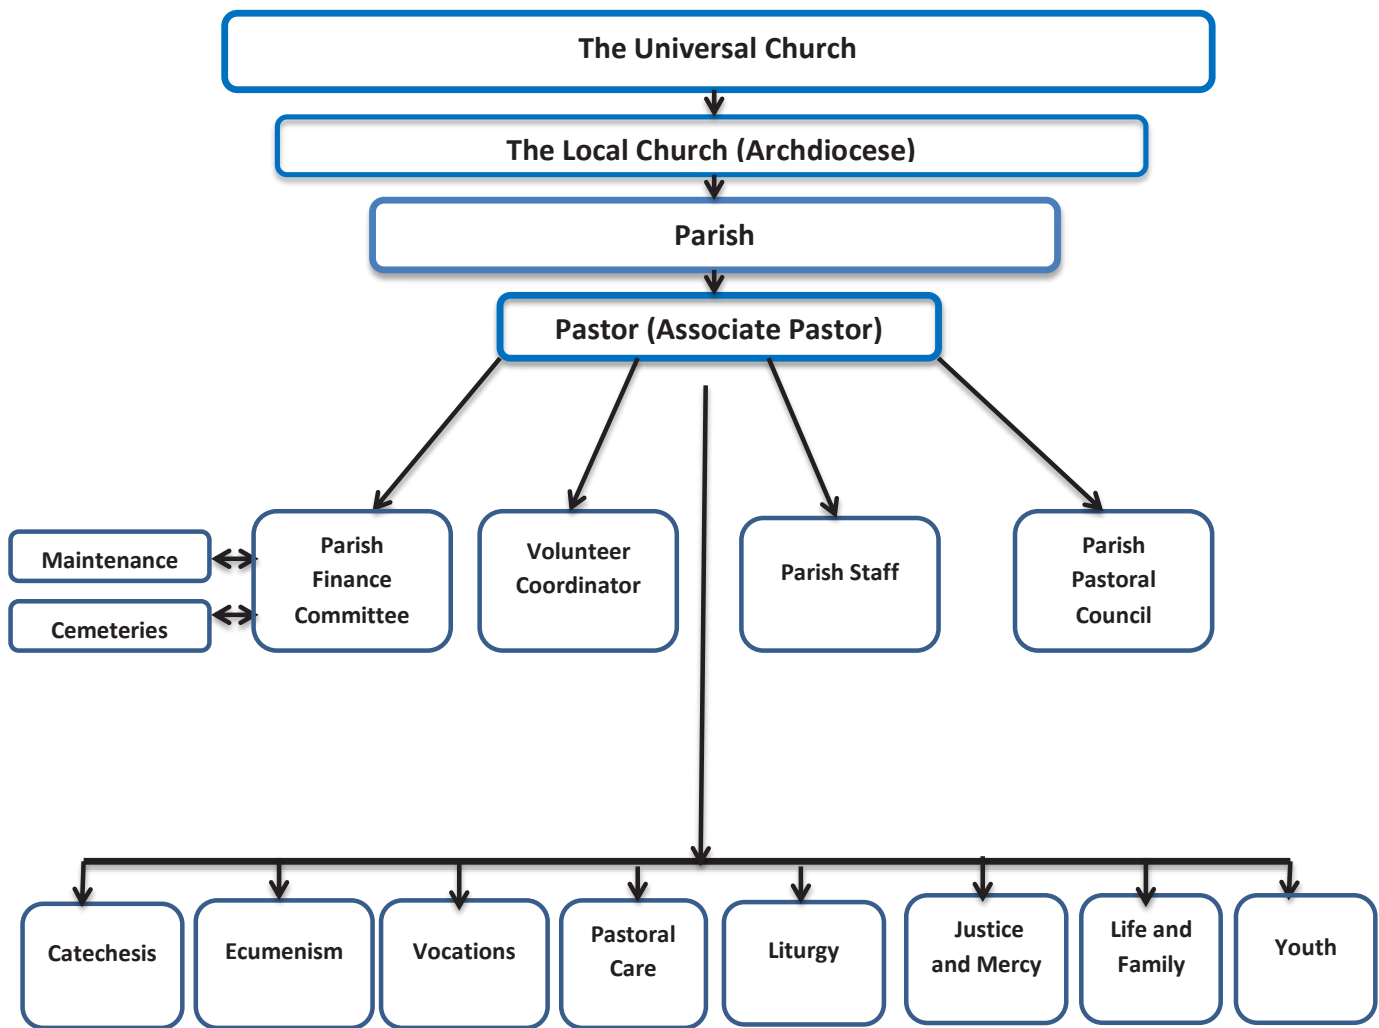 The Universal Church
The Local Church (Archdiocese)
Parish
Pastor (Associate Pastor)
Maintenance
Cemeteries
Parish
Finance
Committee
Volunteer
Coordinator
Parish Staff
Parish
Pastoral
Council
Catechesis
Ecumenism
Vocations
Pastoral
Care
Liturgy
Justice
and Mercy
Life and
Family
Youth